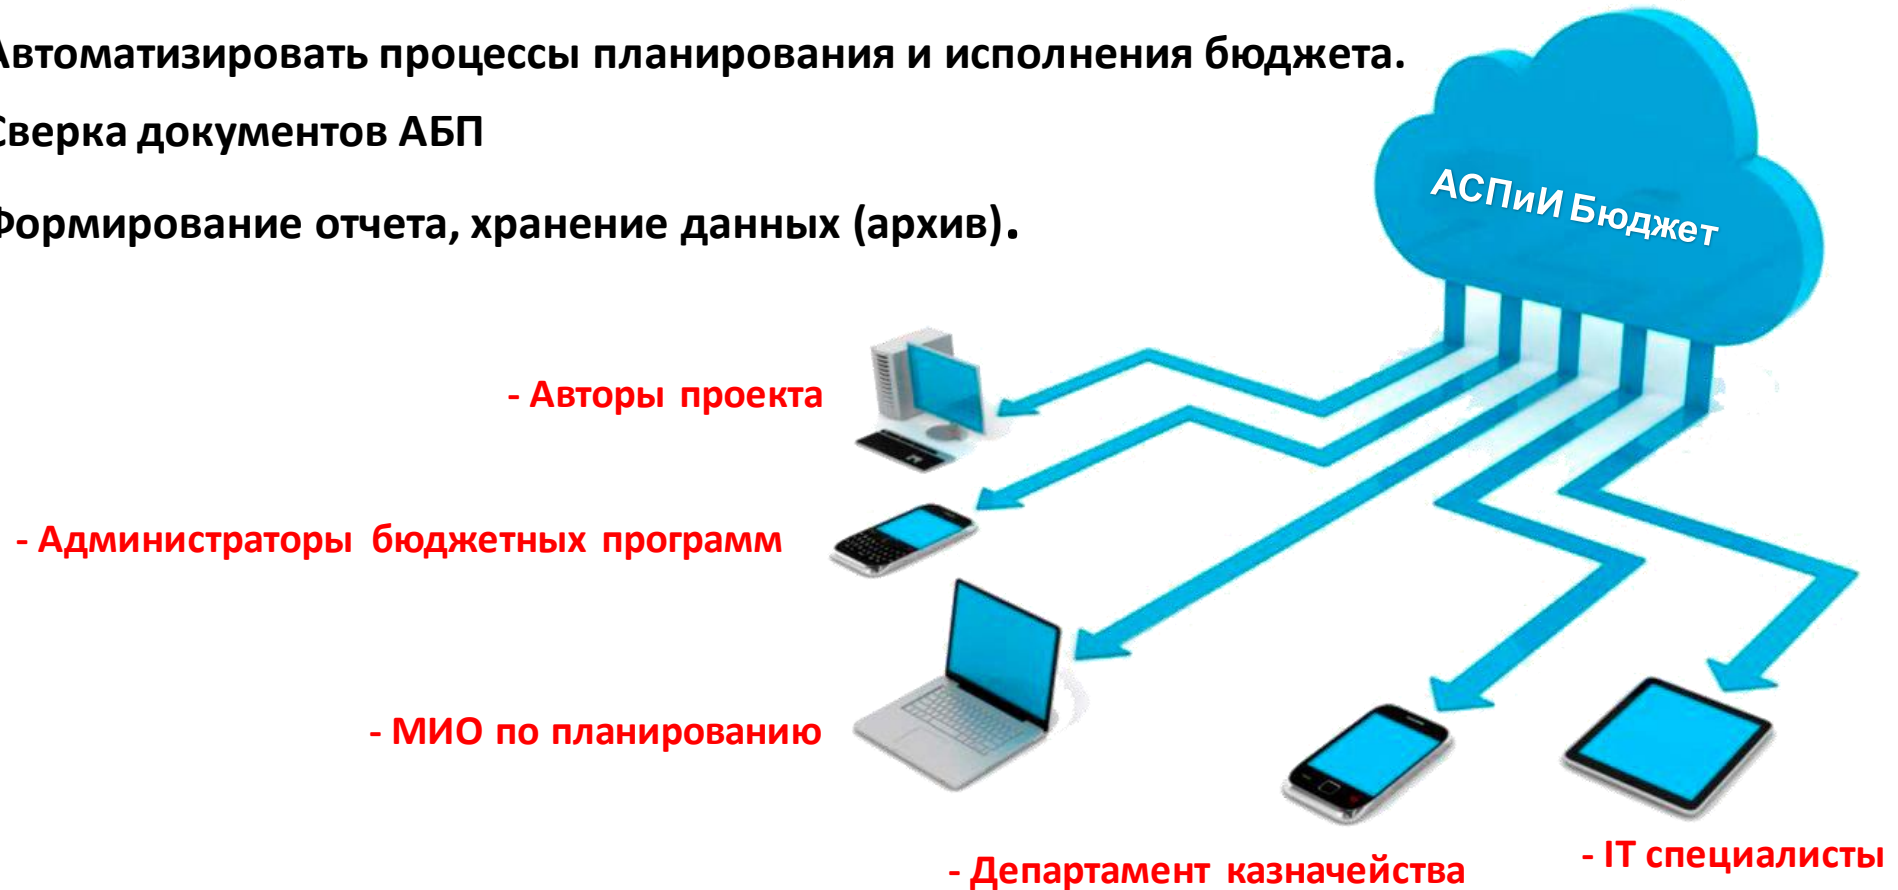 Автоматизировать процессы планирования и исполнения бюджета.
Сверка документов АБП
Формирование отчета, хранение данных (архив).
АСПиИ Бюджет
- Авторы проекта
- Администраторы бюджетных программ
- МИО по планированию
- Департамент казначейства
- IT специалисты